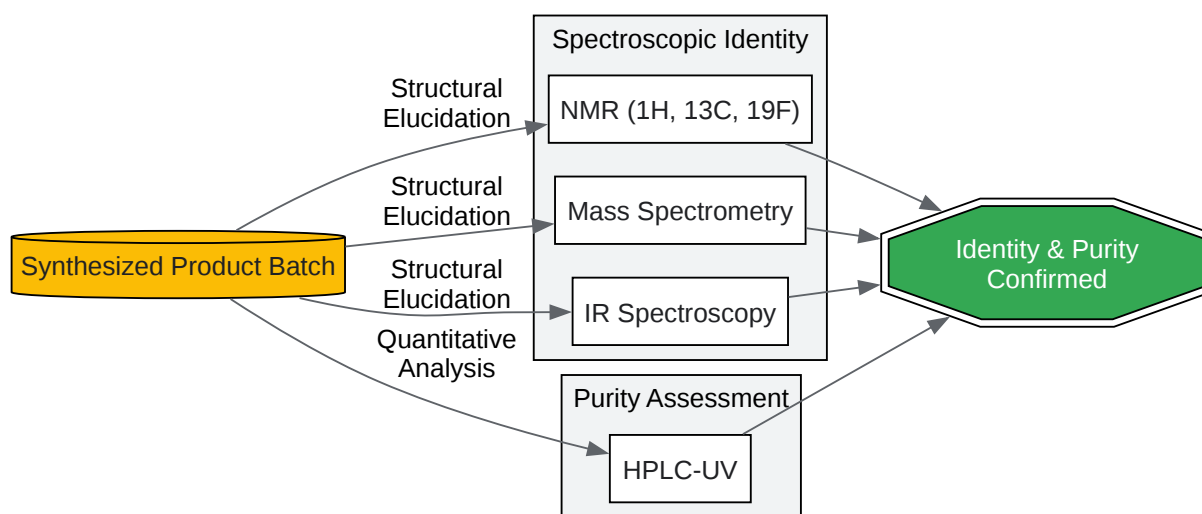 Spectroscopic Identity
Structural
Elucidation
NMR (1H, 13C, 19F)
Structural
Elucidation
Mass Spectrometry
Synthesized Product Batch
Identity & Purity
Confirmed
Structural
Elucidation
IR Spectroscopy
Quantitative
Analysis
Purity Assessment
HPLC-UV